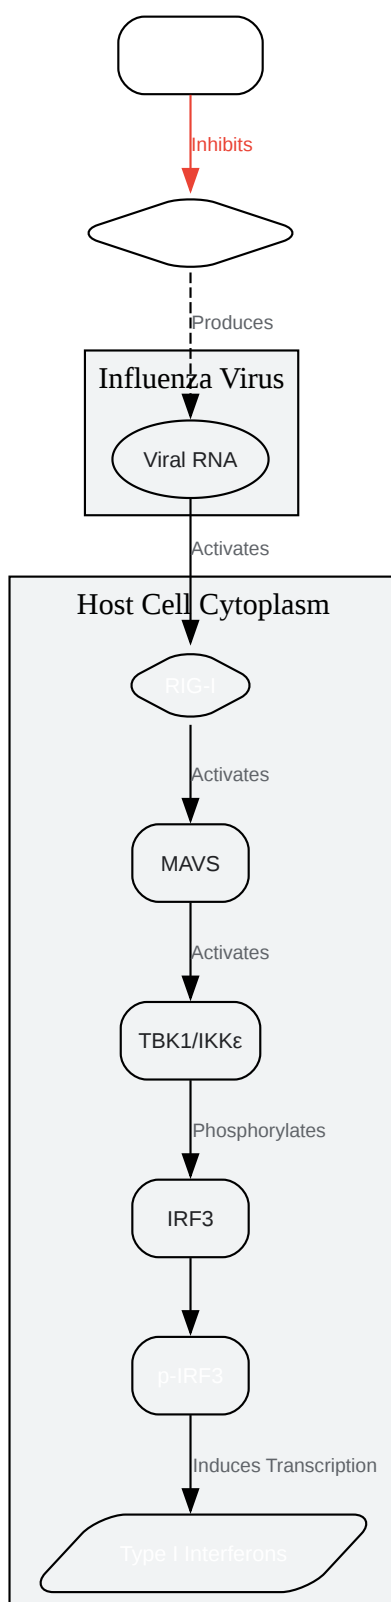 Inhibits
Produces
Influenza Virus
Viral RNA
Activates
Host Cell Cytoplasm
RIG-I
Activates
MAVS
Activates
TBK1/IKKε
Phosphorylates
IRF3
p-IRF3
Induces Transcription
Type I Interferons